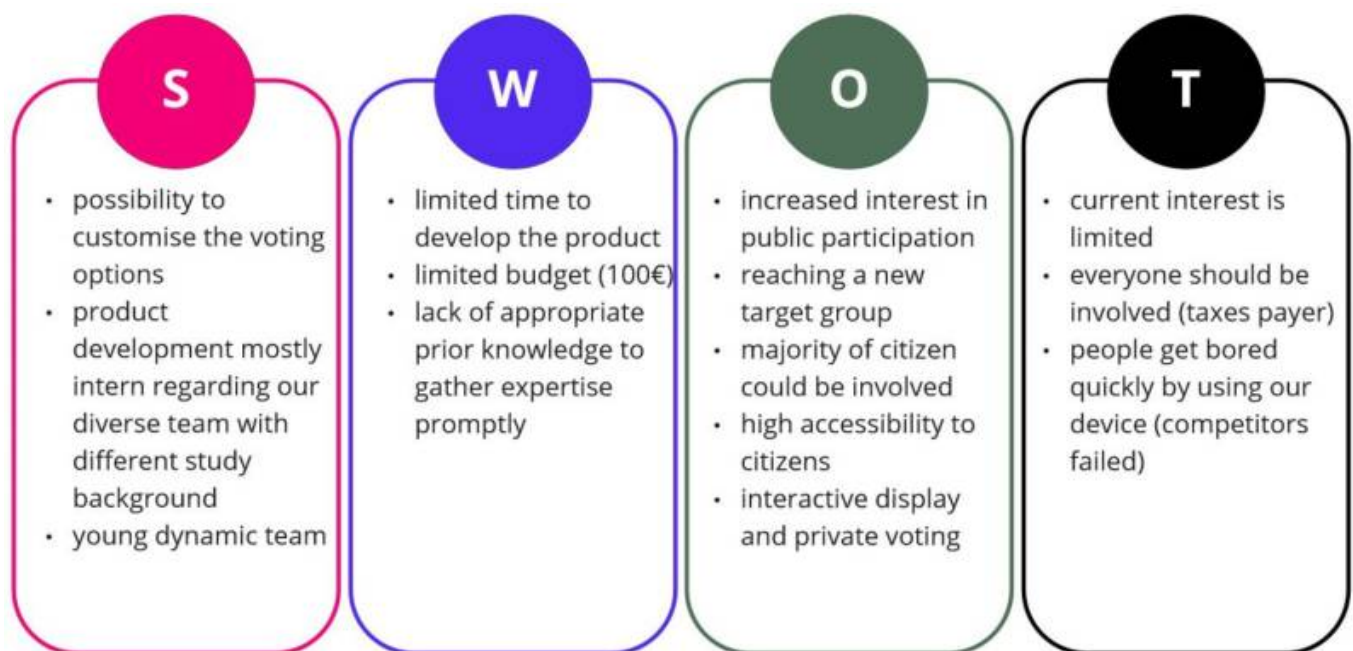 S
possibility to
customise the voting
options
product
development mostly
intern regarding our
diverse team with
different study
background
young dynamic team
W
limited time to
develop the product
limited budget (100€)
lack of appropriate
prior knowledge to
gather expertise
promptly
O
increased interest in
public participation
reaching a new
target group
majority of citizen
could be involved
high accessibility to
citizens
interactive display
and private voting
T
current interest is
limited
everyone should be
involved (taxes payer)
people get bored
quickly by using our
device (competitors
failed)